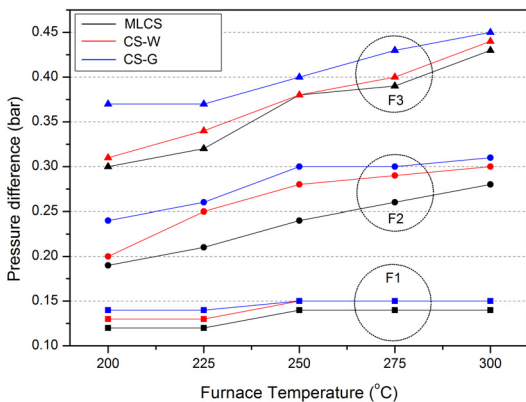 MLCS
CS-W
CS-G
0.45
0.40
0.35
0.30
0.25
0.20
0.15
0.10
F3
F2
F1
200
225
250
275
300
Pressure difference (bar)
Furnace Temperature (°C)